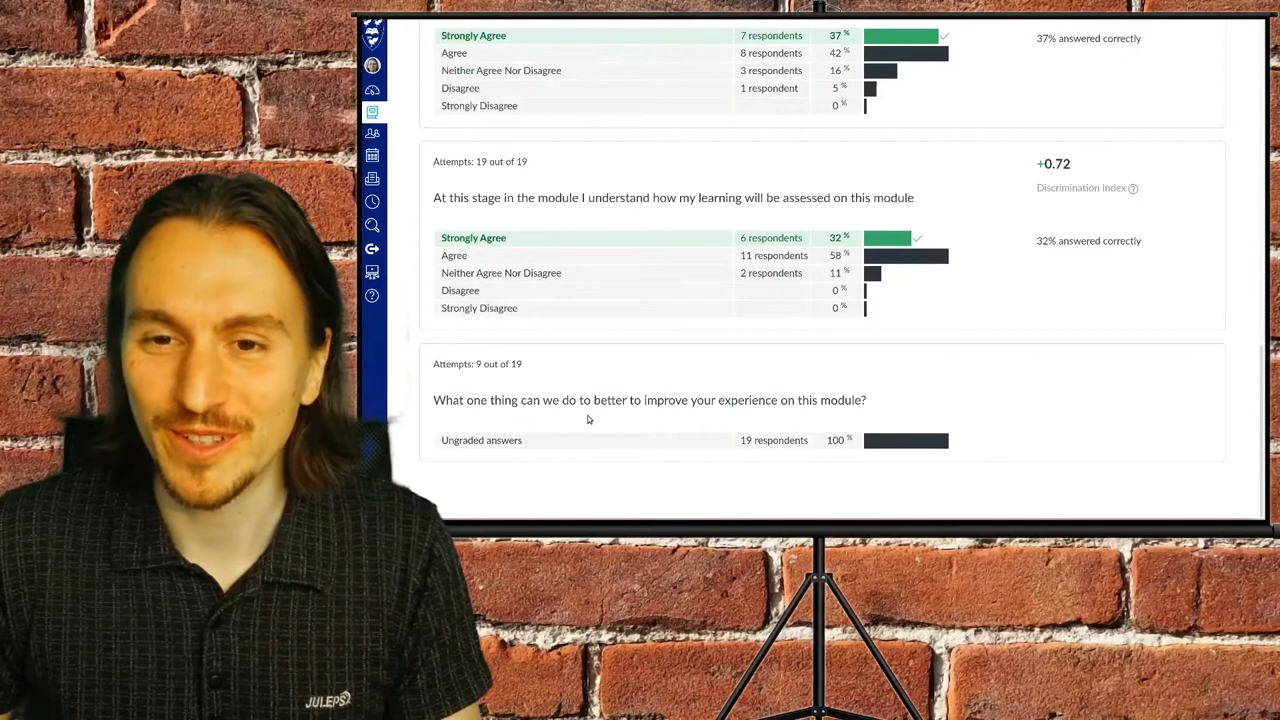 Strongly Agree 7 respondents 37 %
37% answered correctly
Agree 8 respondents 42 %
Neither Agree Nor Disagree 3 respondents 16 %
Disagree 1 respondent 5 %
Strongly Disagree 0 %
Attempts: 19 out of 19
+0.72
Discrimination Index ?
At this stage in the module I understand how my learning will be assessed on this module
Strongly Agree 6 respondents 32 %
32% answered correctly
Agree 11 respondents 58 %
Neither Agree Nor Disagree 2 respondents 11 %
Disagree 0 %
Strongly Disagree 0 %
Attempts: 9 out of 19
What one thing can we do to better to improve your experience on this module?
Ungraded answers 19 respondents 100 %
JULEPS